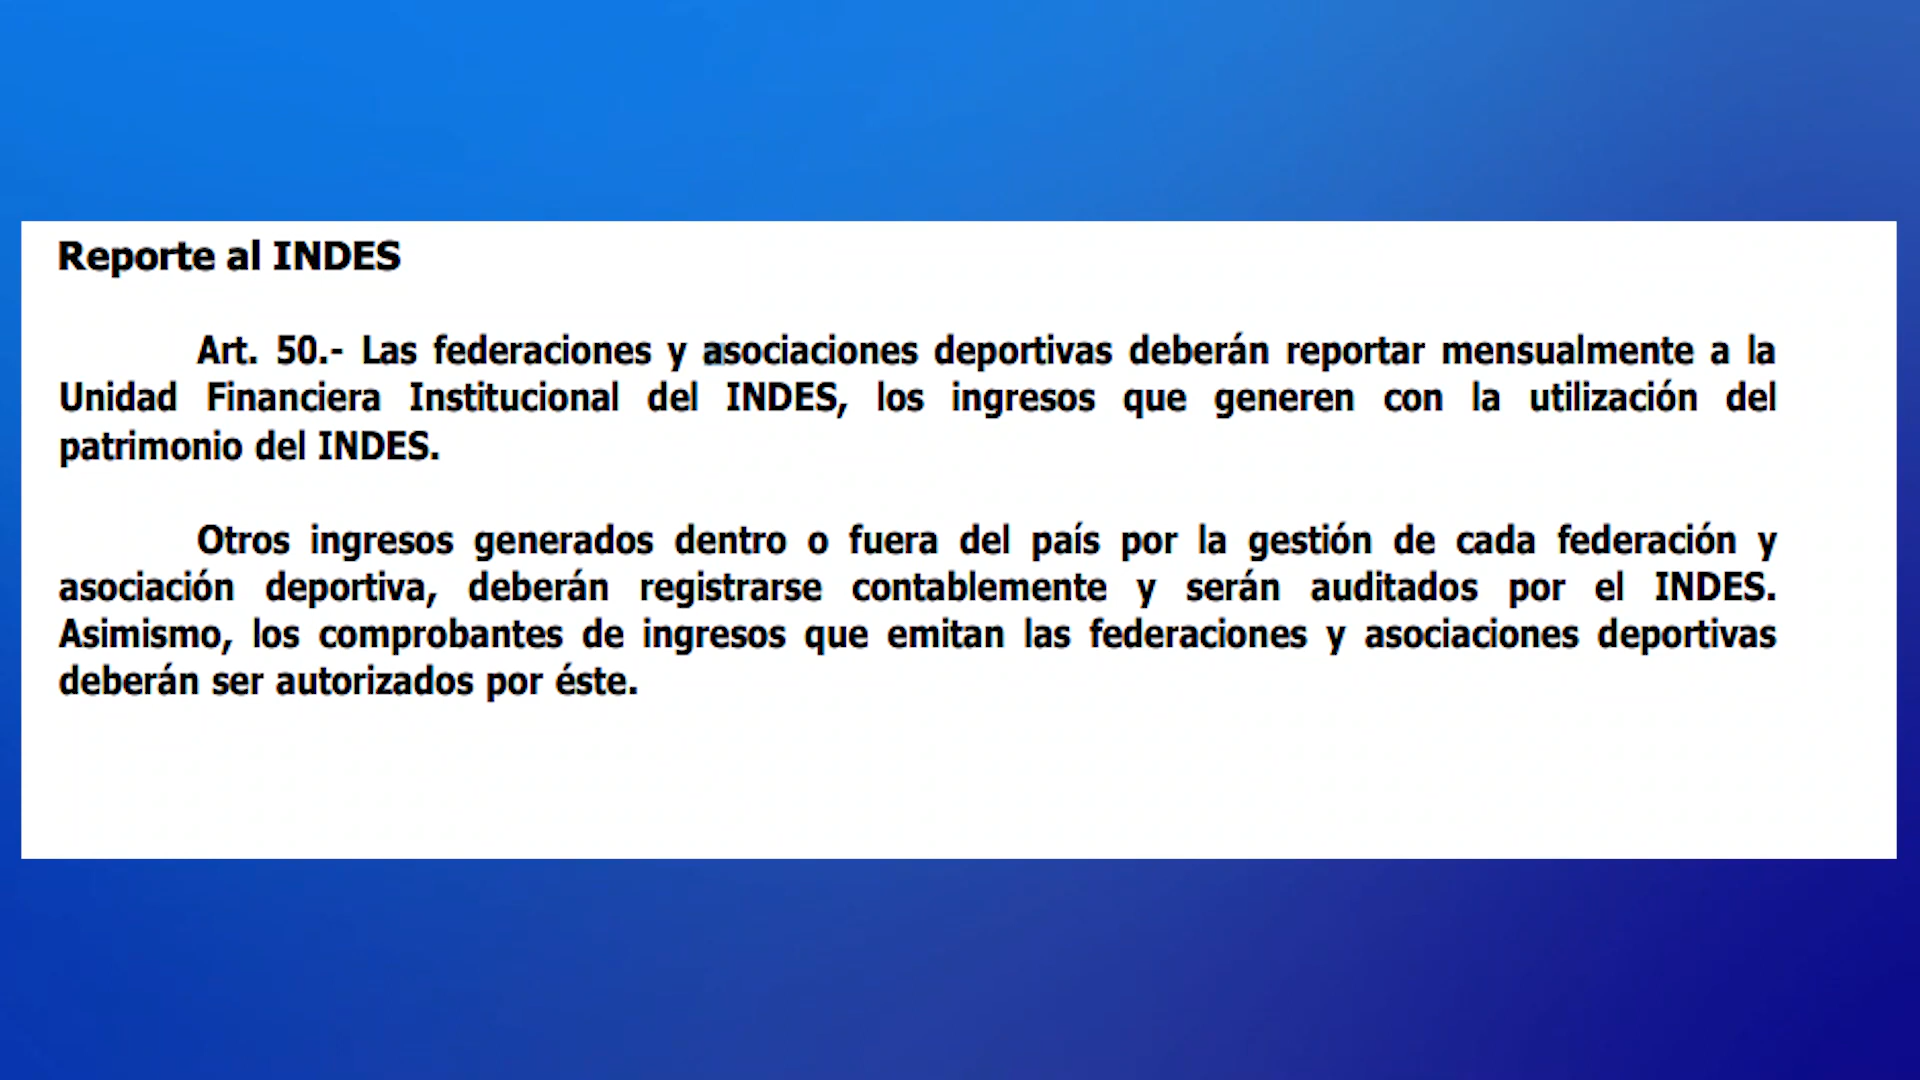 Reporte al INDES
Art. 50.- Las federaciones y asociaciones deportivas deberán reportar mensualmente a la
Unidad Financiera Institucional del INDES, los ingresos que generen con la utilización del
patrimonio del INDES.
Otros ingresos generados dentro o fuera del país por la gestión de cada federación y
asociación deportiva, deberán registrarse contablemente y serán auditados por el INDES.
Asimismo, los comprobantes de ingresos que emitan las federaciones y asociaciones deportivas
deberán ser autorizados por éste.